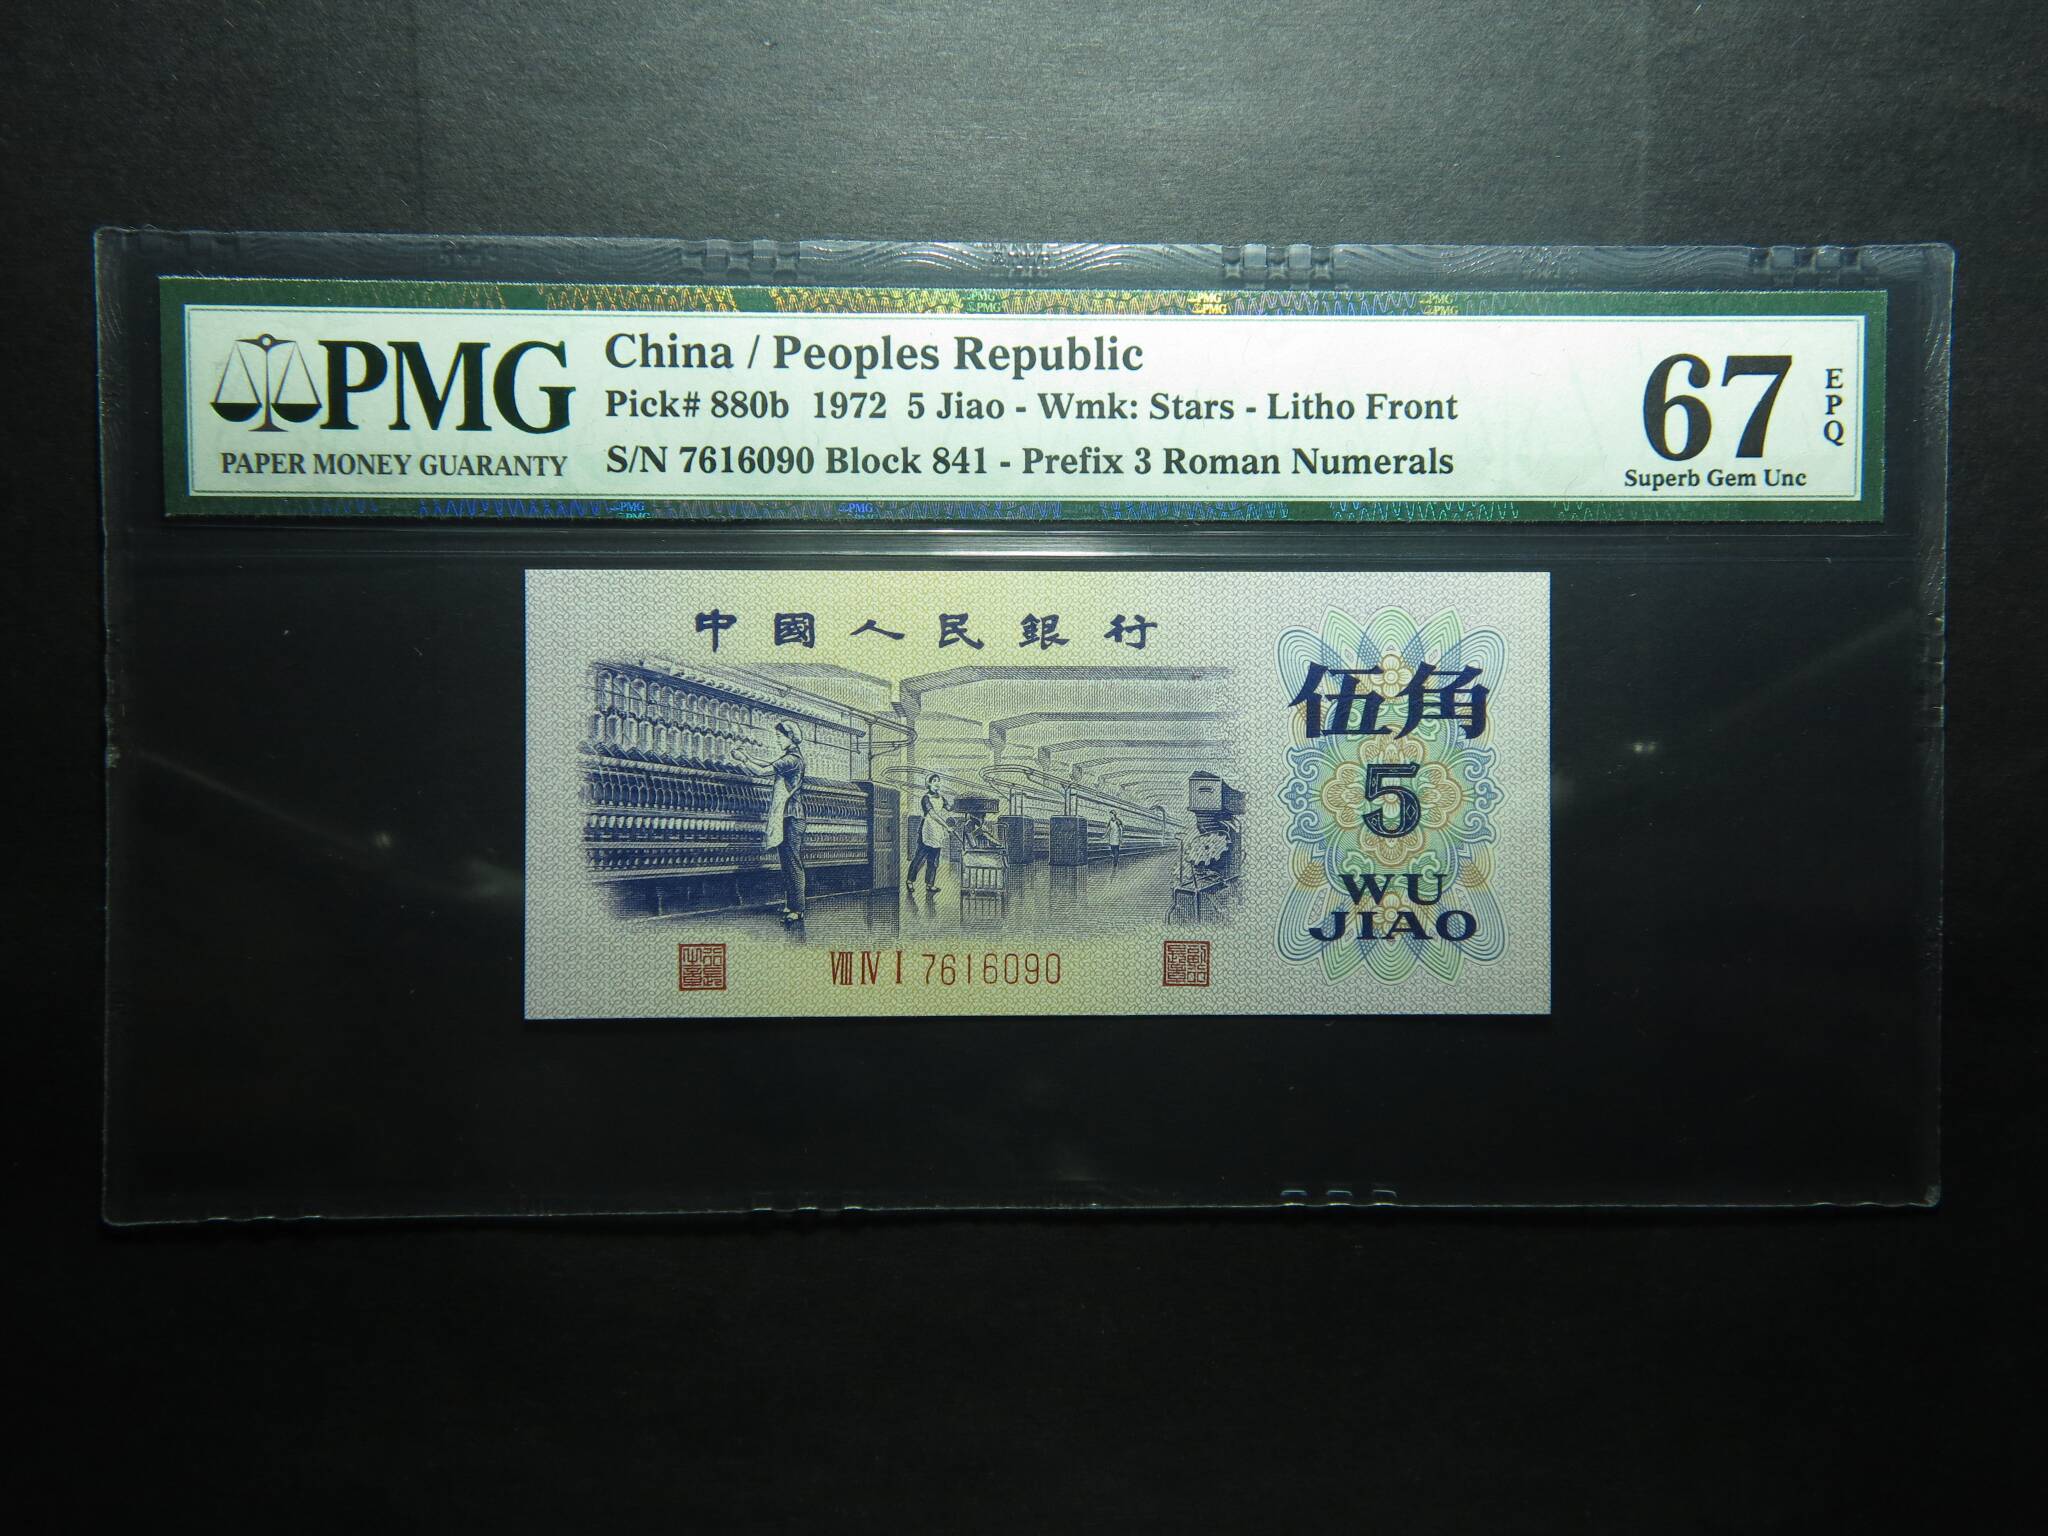 PMG
PAPER MONEY GUARANTY
China / Peoples Republic
Pick# 880b 1972 5 Jiao - Wmk: Stars - Litho Front
S/N 7616090 Block 841 - Prefix 3 Roman Numerals
67
EPQ
Superb Gem Unc
中國人民銀行
伍角
5
WU
JIAO
VIII IV I 7616090